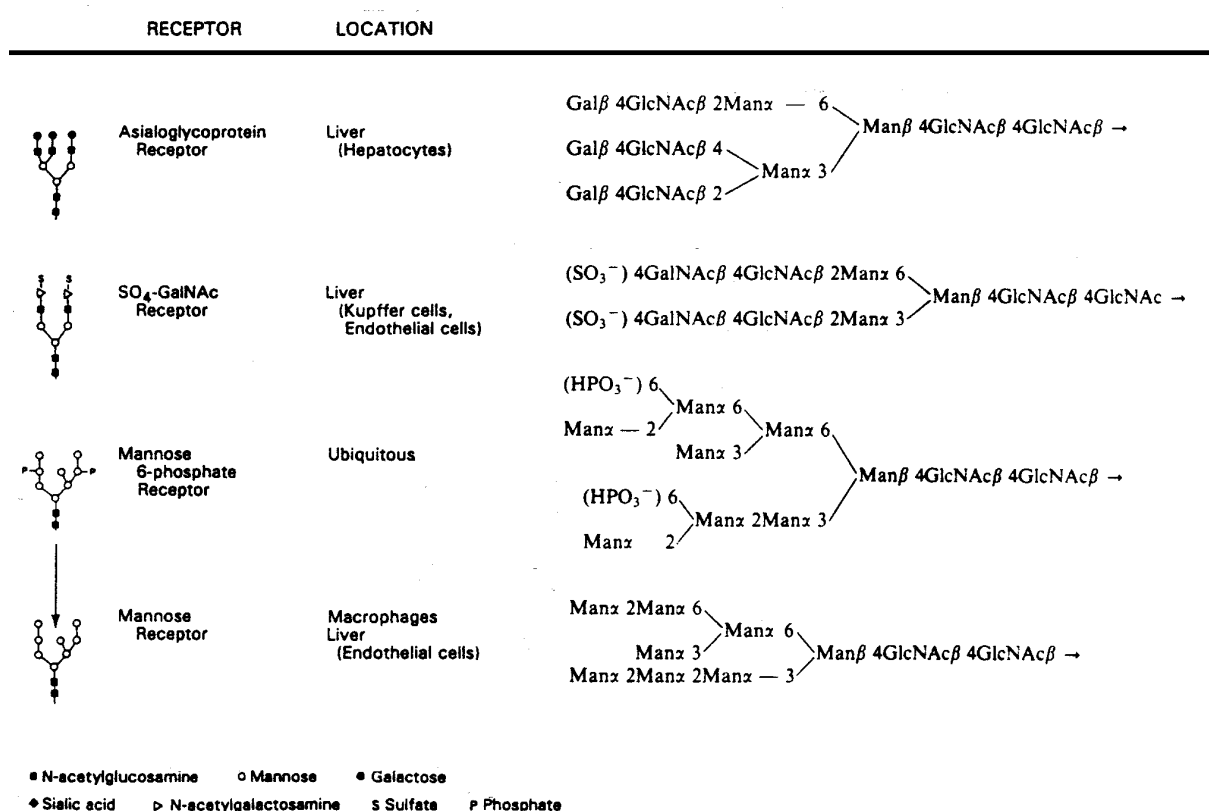 RECEPTOR LOCATION
Asialoglycoprotein
Receptor
Liver
(Hepatocytes)
Galβ 4GlcNAcβ 2Manα — 6
Galβ 4GlcNAcβ 4
Galβ 4GlcNAcβ 2
Manα 3
Manβ 4GlcNAcβ 4GlcNAcβ →
S S
SO₄-GalNAc
Receptor
Liver
(Kupffer cells,
Endothelial cells)
(SO₃⁻) 4GalNAcβ 4GlcNAcβ 2Manα 6
(SO₃⁻) 4GalNAcβ 4GlcNAcβ 2Manα 3
Manβ 4GlcNAcβ 4GlcNAc →
P P
Mannose
6-phosphate
Receptor
Ubiquitous
(HPO₃⁻) 6
Manα — 2
Manα 6
Manα 3
Manα 6
(HPO₃⁻) 6
Manα 2
Manα 2Manα 3
Manβ 4GlcNAcβ 4GlcNAcβ →
Mannose
Receptor
Macrophages
Liver
(Endothelial cells)
Manα 2Manα 6
Manα 3
Manα 6
Manα 2Manα 2Manα — 3
Manβ 4GlcNAcβ 4GlcNAcβ →
■ N-acetylglucosamine ○ Mannose ● Galactose
◆ Sialic acid ▷ N-acetylgalactosamine S Sulfate P Phosphate